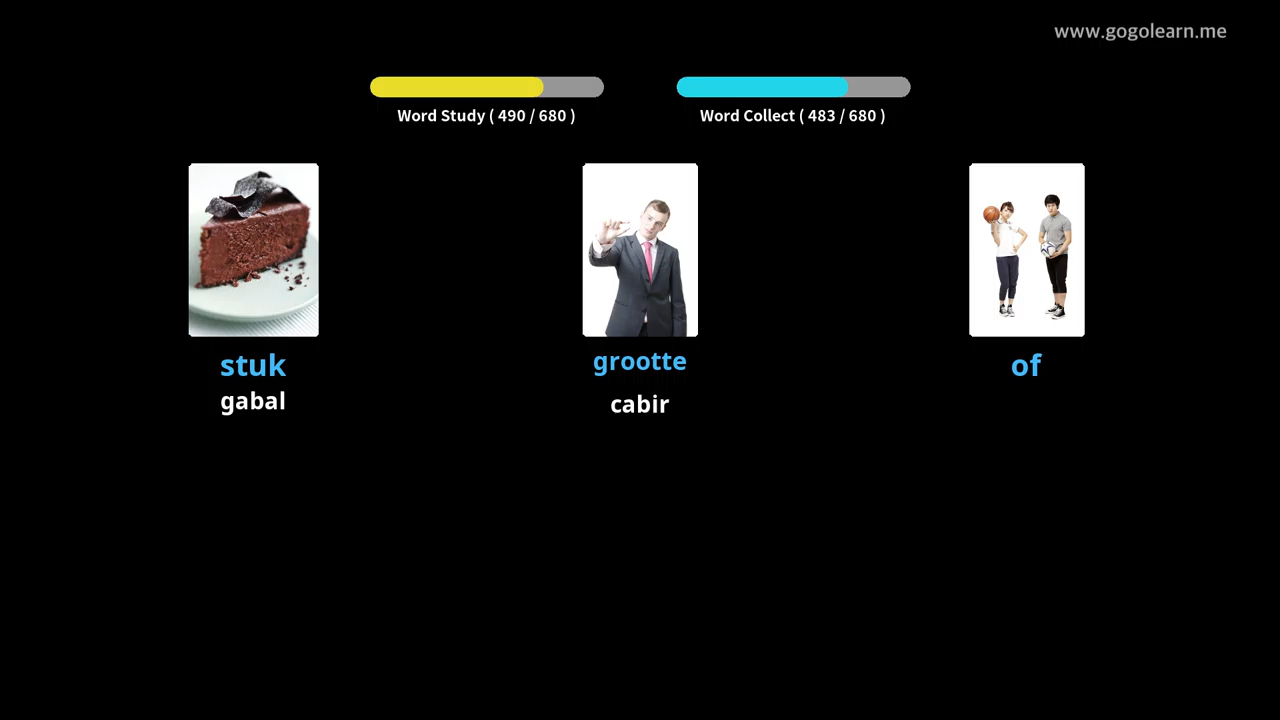 www.gogolearn.me
Word Study ( 490 / 680 )
Word Collect ( 483 / 680 )
stuk
gabal
grootte
cabir
of